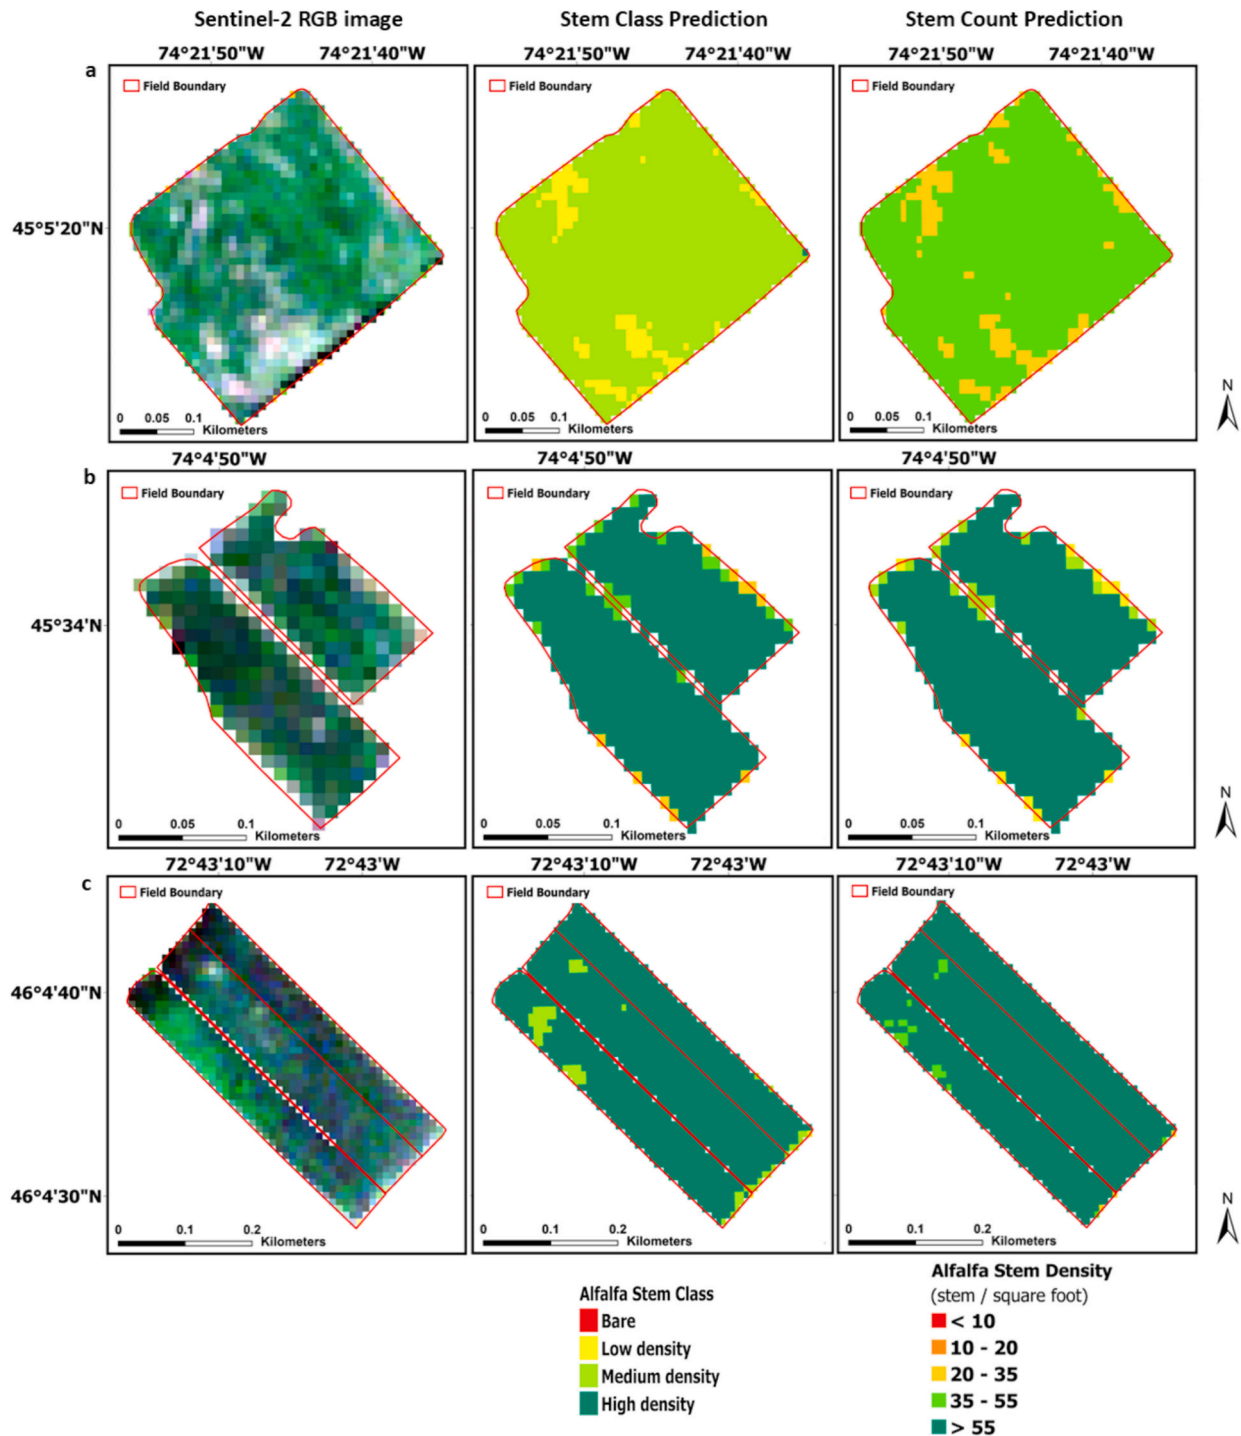 Sentinel-2 RGB image
Stem Class Prediction
Stem Count Prediction
74°21'50"W 74°21'40"W
74°21'50"W 74°21'40"W
74°21'50"W 74°21'40"W
a
Field Boundary
Field Boundary
Field Boundary
45°5'20"N
0 0.05 0.1
Kilometers
0 0.05 0.1
Kilometers
0 0.05 0.1
Kilometers
N
74°4'50"W
74°4'50"W
74°4'50"W
b
Field Boundary
Field Boundary
Field Boundary
45°34'N
0 0.05 0.1
Kilometers
0 0.05 0.1
Kilometers
0 0.05 0.1
Kilometers
N
72°43'10"W 72°43'W
72°43'10"W 72°43'W
72°43'10"W 72°43'W
c
Field Boundary
Field Boundary
Field Boundary
46°4'40"N
46°4'30"N
0 0.1 0.2
Kilometers
0 0.1 0.2
Kilometers
0 0.1 0.2
Kilometers
N
Alfalfa Stem Class
Bare
Low density
Medium density
High density
Alfalfa Stem Density
(stem / square foot)
< 10
10 - 20
20 - 35
35 - 55
> 55